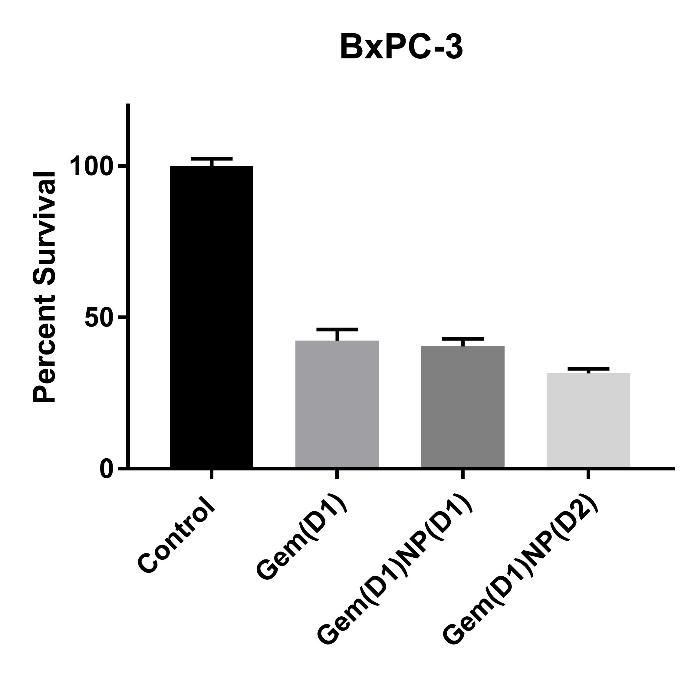 BxPC-3
Percent Survival
100
50
0
Control
Gem(D1)
Gem(D1)NP(D1)
Gem(D1)NP(D2)